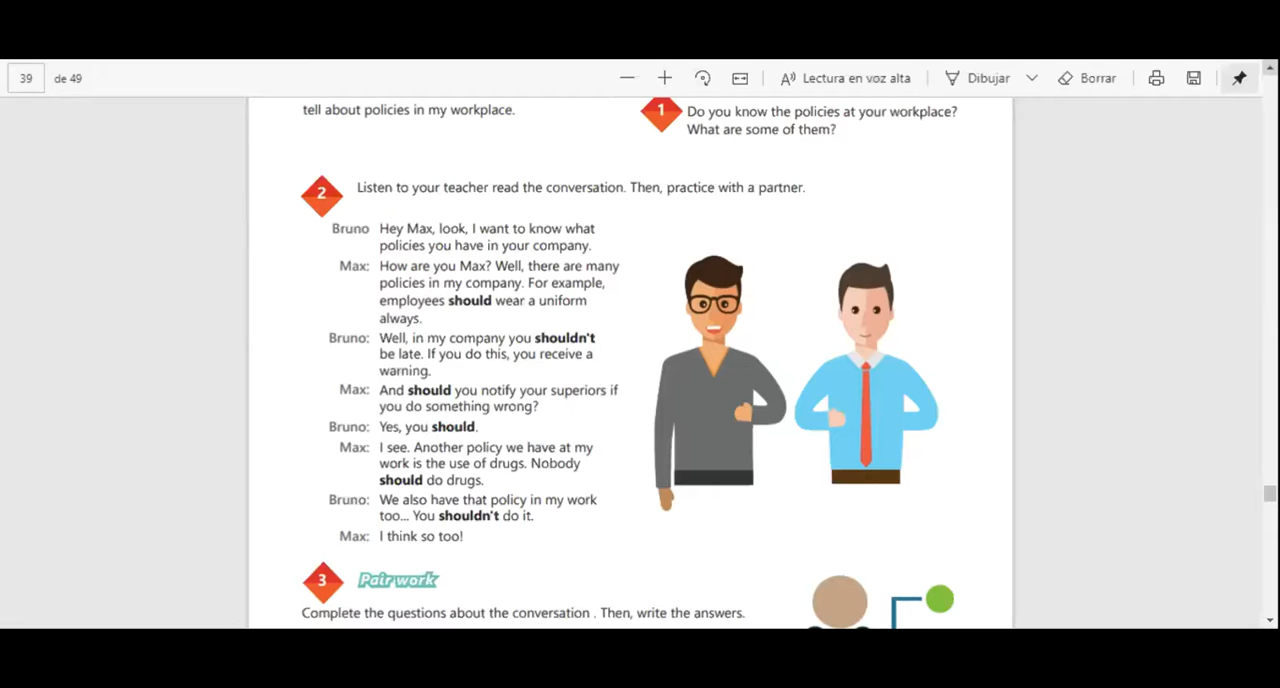 39 de 49 Lectura en voz alta Dibujar Borrar
tell about policies in my workplace.
1 Do you know the policies at your workplace?
What are some of them?
2 Listen to your teacher read the conversation. Then, practice with a partner.
Bruno Hey Max, look, I want to know what
policies you have in your company.
Max: How are you Max? Well, there are many
policies in my company. For example,
employees should wear a uniform
always.
Bruno: Well, in my company you shouldn't
be late. If you do this, you receive a
warning.
Max: And should you notify your superiors if
you do something wrong?
Bruno: Yes, you should.
Max: I see. Another policy we have at my
work is the use of drugs. Nobody
should do drugs.
Bruno: We also have that policy in my work
too... You shouldn't do it.
Max: I think so too!
3 Pair work
Complete the questions about the conversation . Then, write the answers.